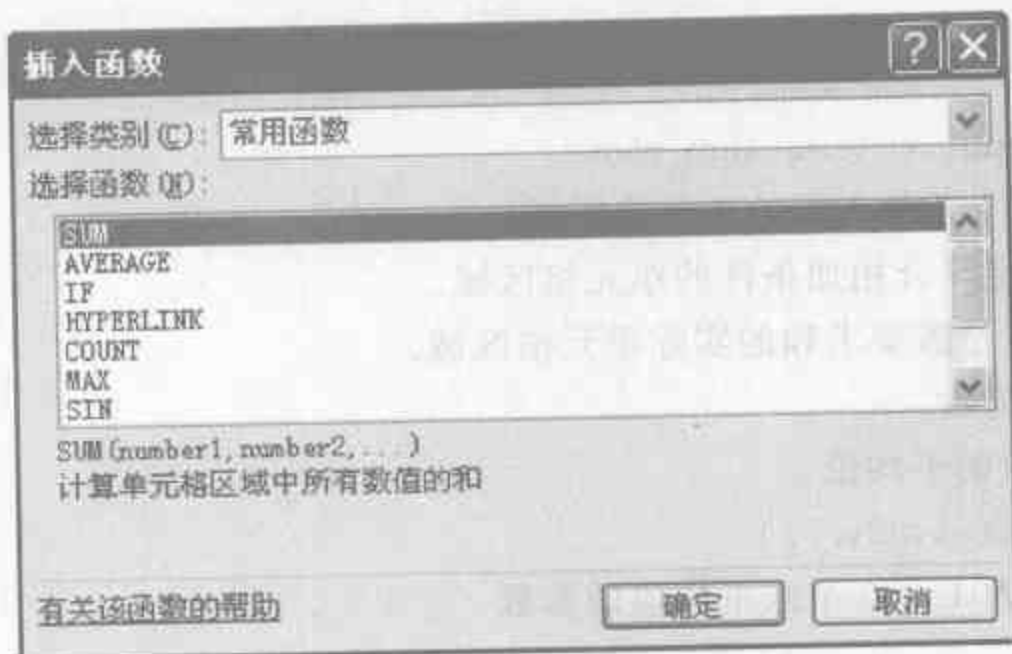 插入函数
选择类别(C): 常用函数
选择函数(N):
SUM
AVERAGE
IF
HYPERLINK
COUNT
MAX
SIN
SUM(number1,number2,...)
计算单元格区域中所有数值的和
有关该函数的帮助
确定 取消